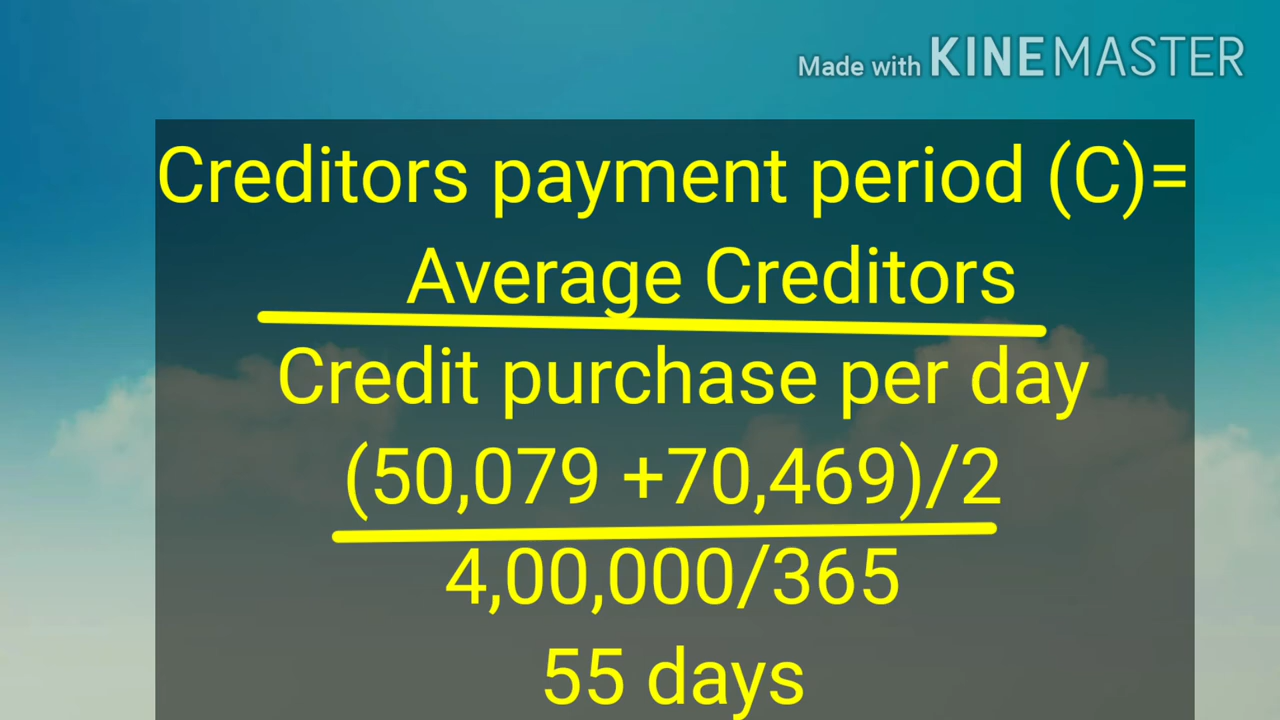 Made with KINEMASTER
Creditors payment period (C)=
Average Creditors
Credit purchase per day
(50,079 +70,469)/2
4,00,000/365
55 days